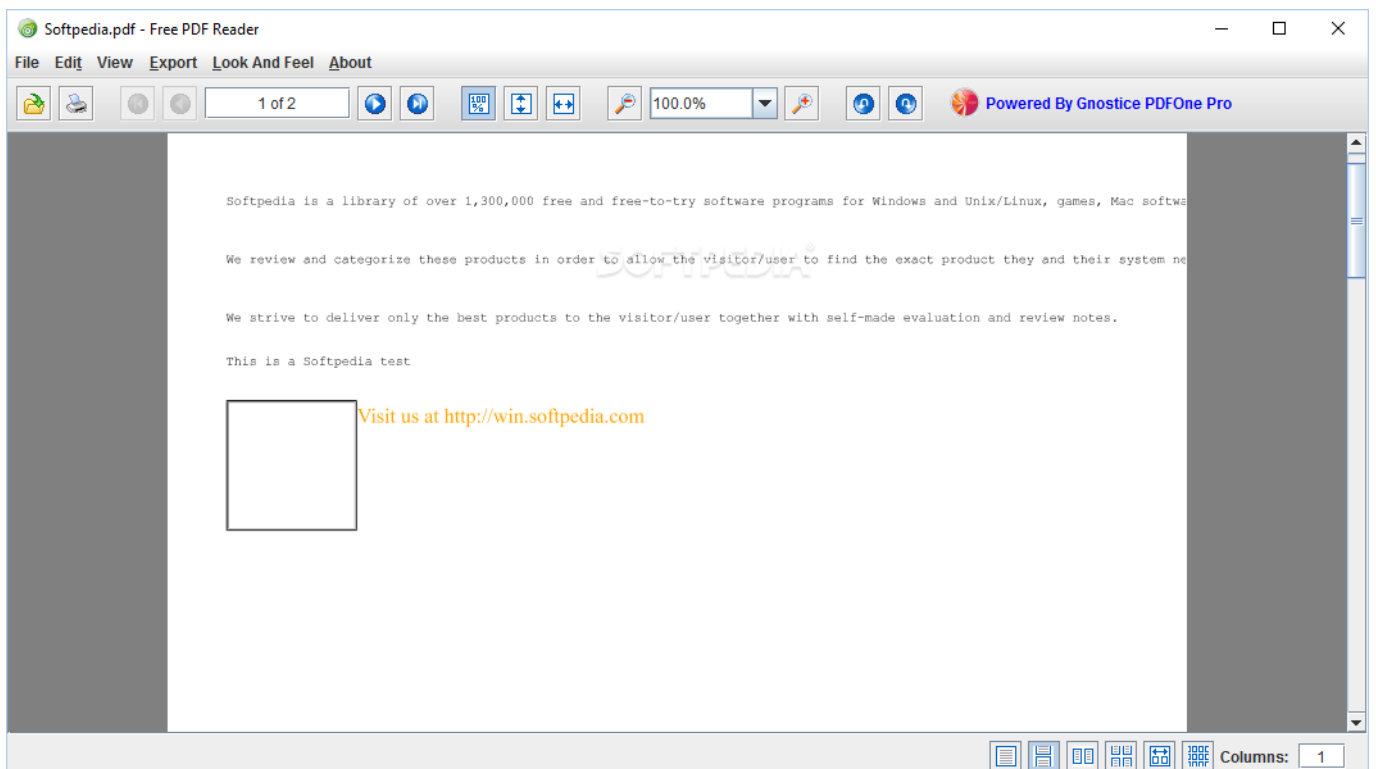 Softpedia.pdf - Free PDF Reader
File Edit View Export Look And Feel About
1 of 2 100% 100.0% Powered By Gnostice PDFOne Pro
Softpedia is a library of over 1,300,000 free and free-to-try software programs for Windows and Unix/Linux, games, Mac softwa
SOFTPEDIA
We review and categorize these products in order to allow the visitor/user to find the exact product they and their system ne
We strive to deliver only the best products to the visitor/user together with self-made evaluation and review notes.
This is a Softpedia test
Visit us at http://win.softpedia.com
Columns: 1